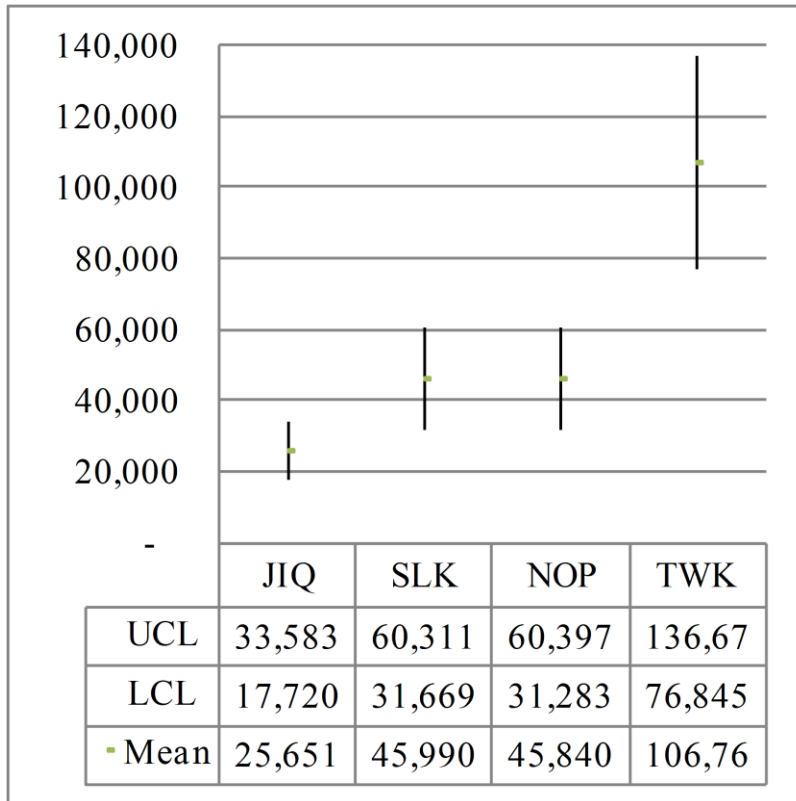 140,000
120,000
100,000
80,000
60,000
40,000
20,000
-
JIQ SLK NOP TWK
UCL 33,583 60,311 60,397 136,67
LCL 17,720 31,669 31,283 76,845
Mean 25,651 45,990 45,840 106,76